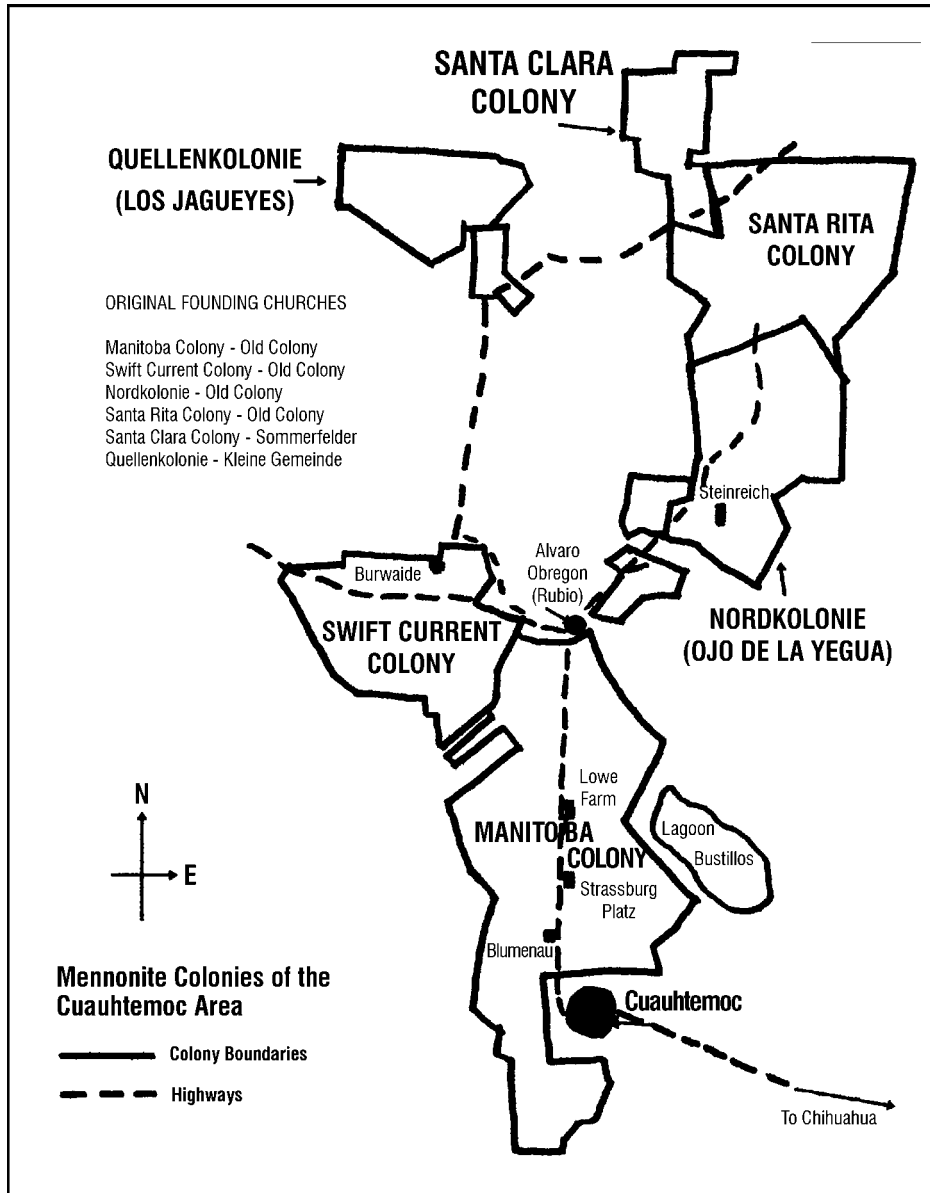 SANTA CLARA
COLONY
QUELLENKOLONIE
(LOS JAGUEYES)
SANTA RITA
COLONY
ORIGINAL FOUNDING CHURCHES
Manitoba Colony - Old Colony
Swift Current Colony - Old Colony
Nordkolonie - Old Colony
Santa Rita Colony - Old Colony
Santa Clara Colony - Sommerfelder
Quellenkolonie - Kleine Gemeinde
Steinreich
Alvaro
Obregon
(Rubio)
Burwaide
NORDKOLONIE
(OJO DE LA YEGUA)
SWIFT CURRENT
COLONY
Lowe
Farm
MANITOBA
COLONY
Lagoon
Bustillos
Strassburg
Platz
Blumenau
N
E
Mennonite Colonies of the
Cuauhtemoc Area
Cuauhtemoc
Colony Boundaries
Highways
To Chihuahua